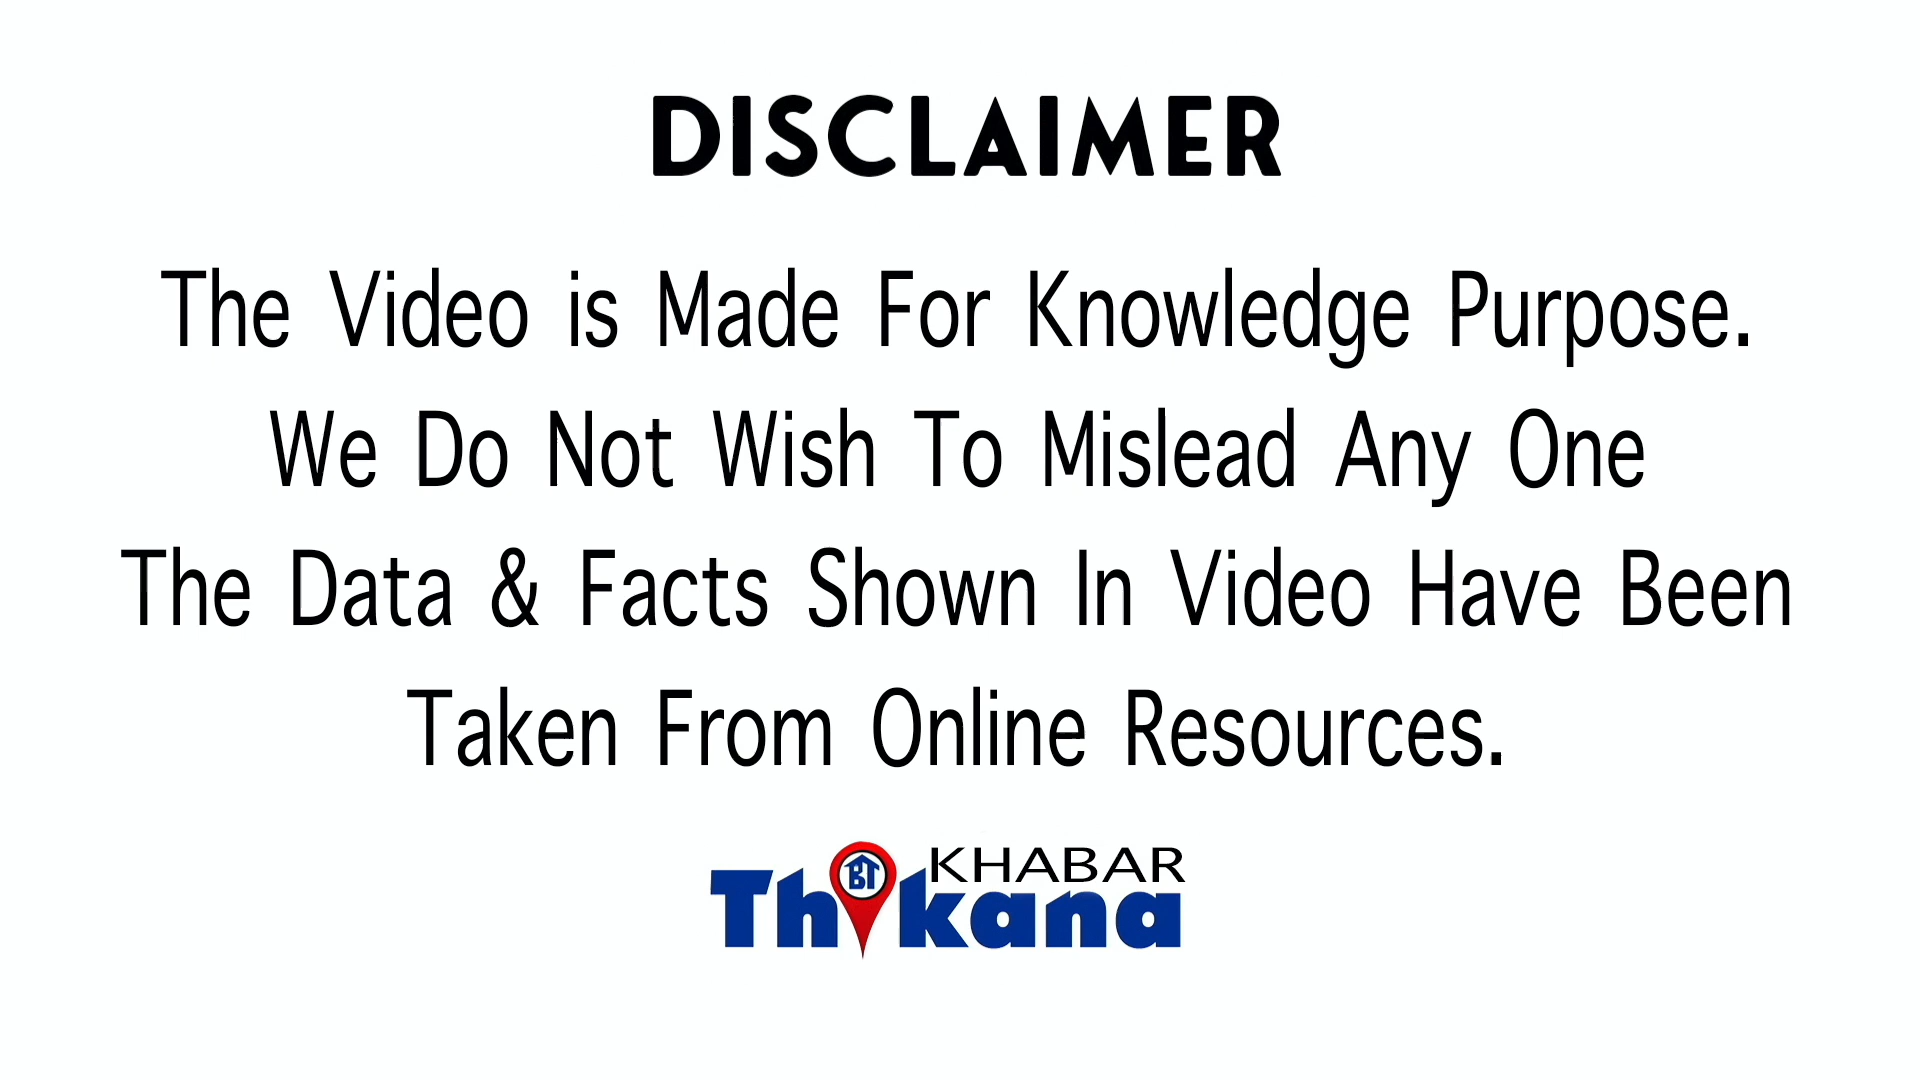 DISCLAIMER
The Video is Made For Knowledge Purpose.
We Do Not Wish To Mislead Any One
The Data & Facts Shown In Video Have Been
Taken From Online Resources.
KHABAR
BT
Thikana